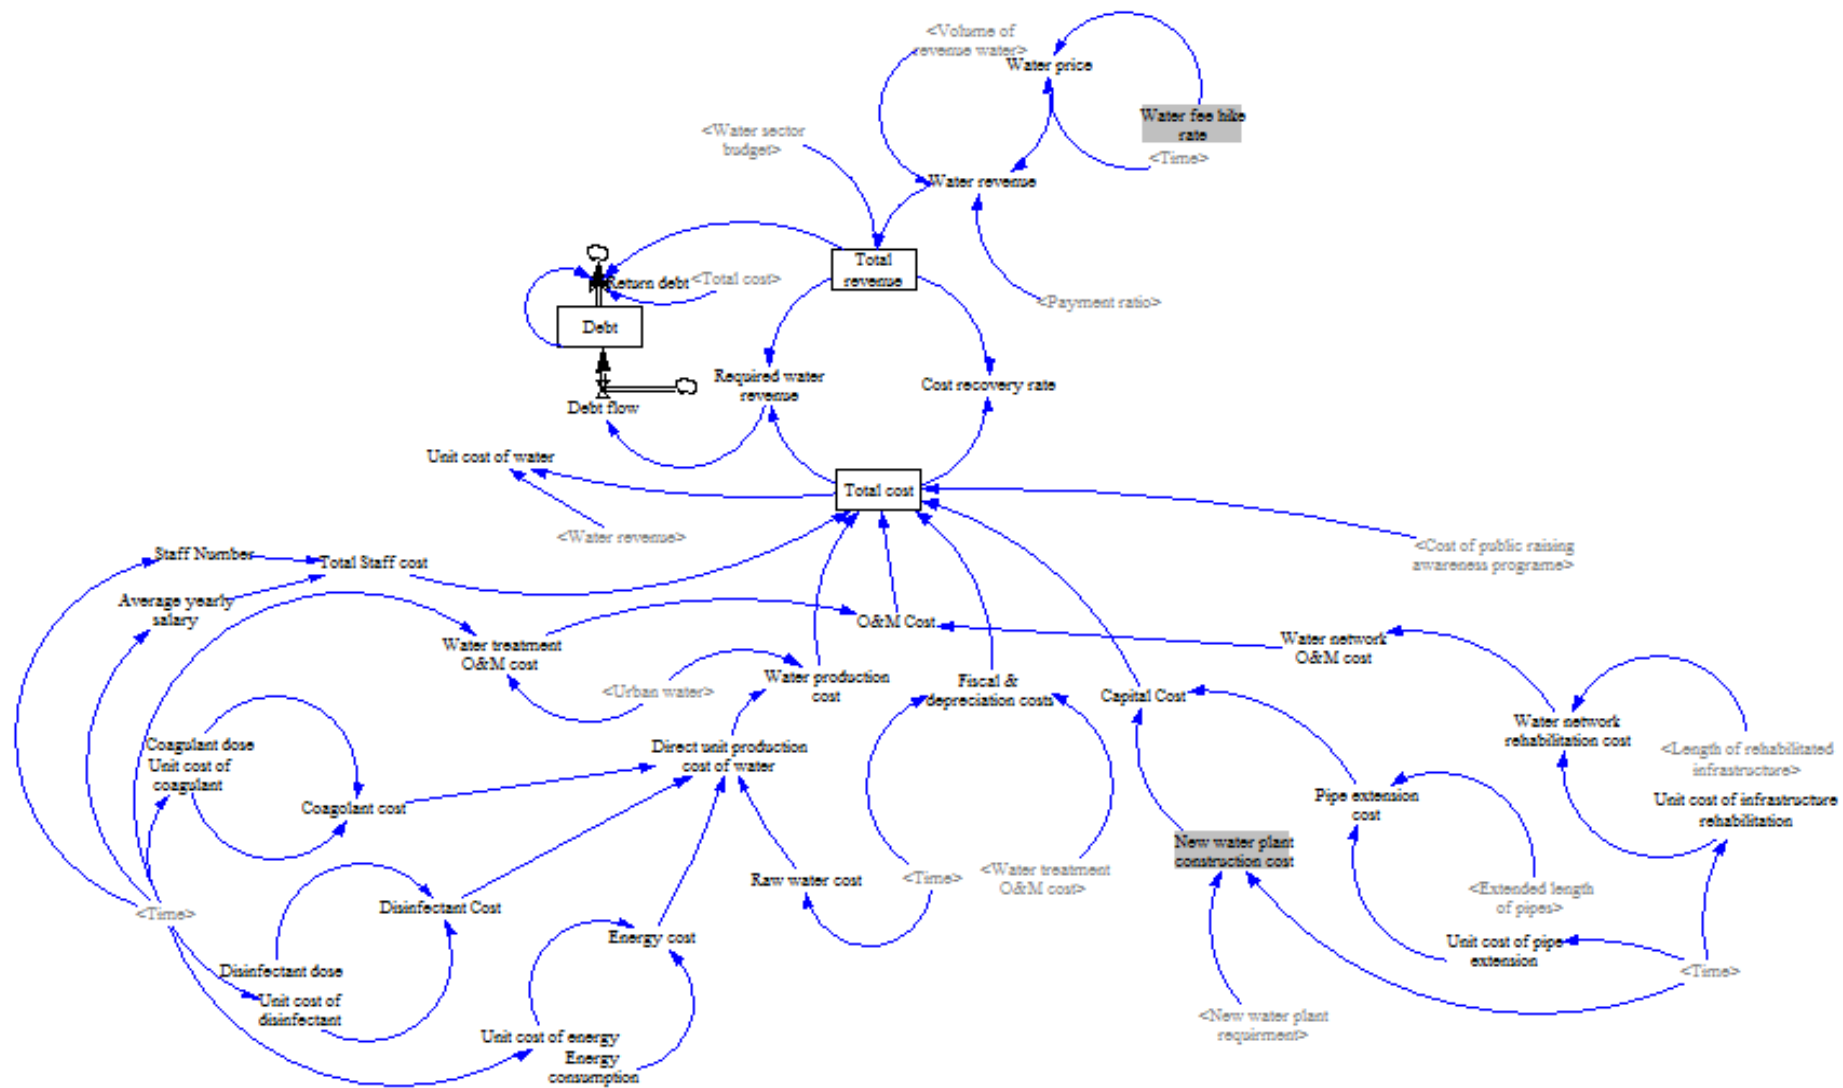 <Volume of
revenue water>
Water price
Water fee hike
rate
<Time>
<Water sector
budget>
Water revenue
Total
revenue
Return debt
<Total cost>
<Payment ratio>
Debt
Required water
revenue
Cost recovery rate
Debt flow
Unit cost of water
Total cost
<Water revenue>
<Cost of public raising
awareness programe>
Staff Number
Total Staff cost
Average yearly
salary
O&M Cost
Water treatment
O&M cost
Water network
O&M cost
<Urban water>
Water production
cost
Fiscal &
depreciation costs
Capital Cost
Water network
rehabilitation cost
<Length of rehabilitated
infrastructure>
Coagulant dose
Unit cost of
coagulant
Direct unit production
cost of water
Coagolant cost
Pipe extension
cost
Unit cost of infrastructure
rehabilitation
New water plant
construction cost
Raw water cost
<Time>
<Water treatment
O&M cost>
<Extended length
of pipes>
<Time>
Disinfectant Cost
Energy cost
Unit cost of pipe
extension
<Time>
Disinfectant dose
Unit cost of
disinfectant
<New water plant
requirment>
Unit cost of energy
Energy
consumption